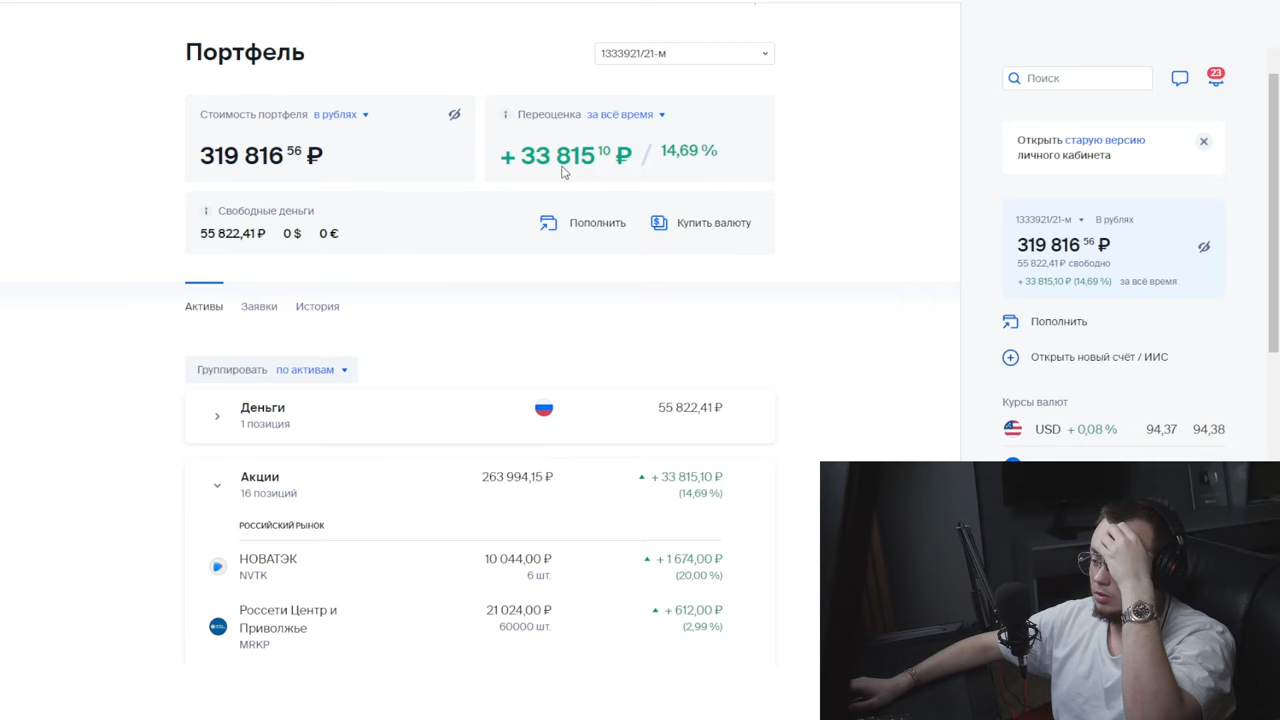 Портфель
1333921/21-м
Стоимость портфеля в рублях
319 816 56 ₽
Переоценка за всё время
+ 33 815 10 ₽ / 14,69 %
Свободные деньги
55 822,41 ₽ 0 $ 0 €
Пополнить
Купить валюту
Активы Заявки История
Группировать по активам
Деньги 55 822,41 ₽
1 позиция
Акции 263 994,15 ₽ + 33 815,10 ₽
16 позиций (14,69 %)
РОССИЙСКИЙ РЫНОК
НОВАТЭК 10 044,00 ₽ + 1 674,00 ₽
NVTK 6 шт. (20,00 %)
Россети Центр и 21 024,00 ₽ + 612,00 ₽
Приволжье 60000 шт. (2,99 %)
MRKP
Поиск
23
Открыть старую версию
личного кабинета
1333921/21-м В рублях
319 816 56 ₽
55 822,41 ₽ свободно
+ 33 815,10 ₽ (14,69 %) за всё время
Пополнить
Открыть новый счёт / ИИС
Курсы валют
USD + 0,08 % 94,37 94,38